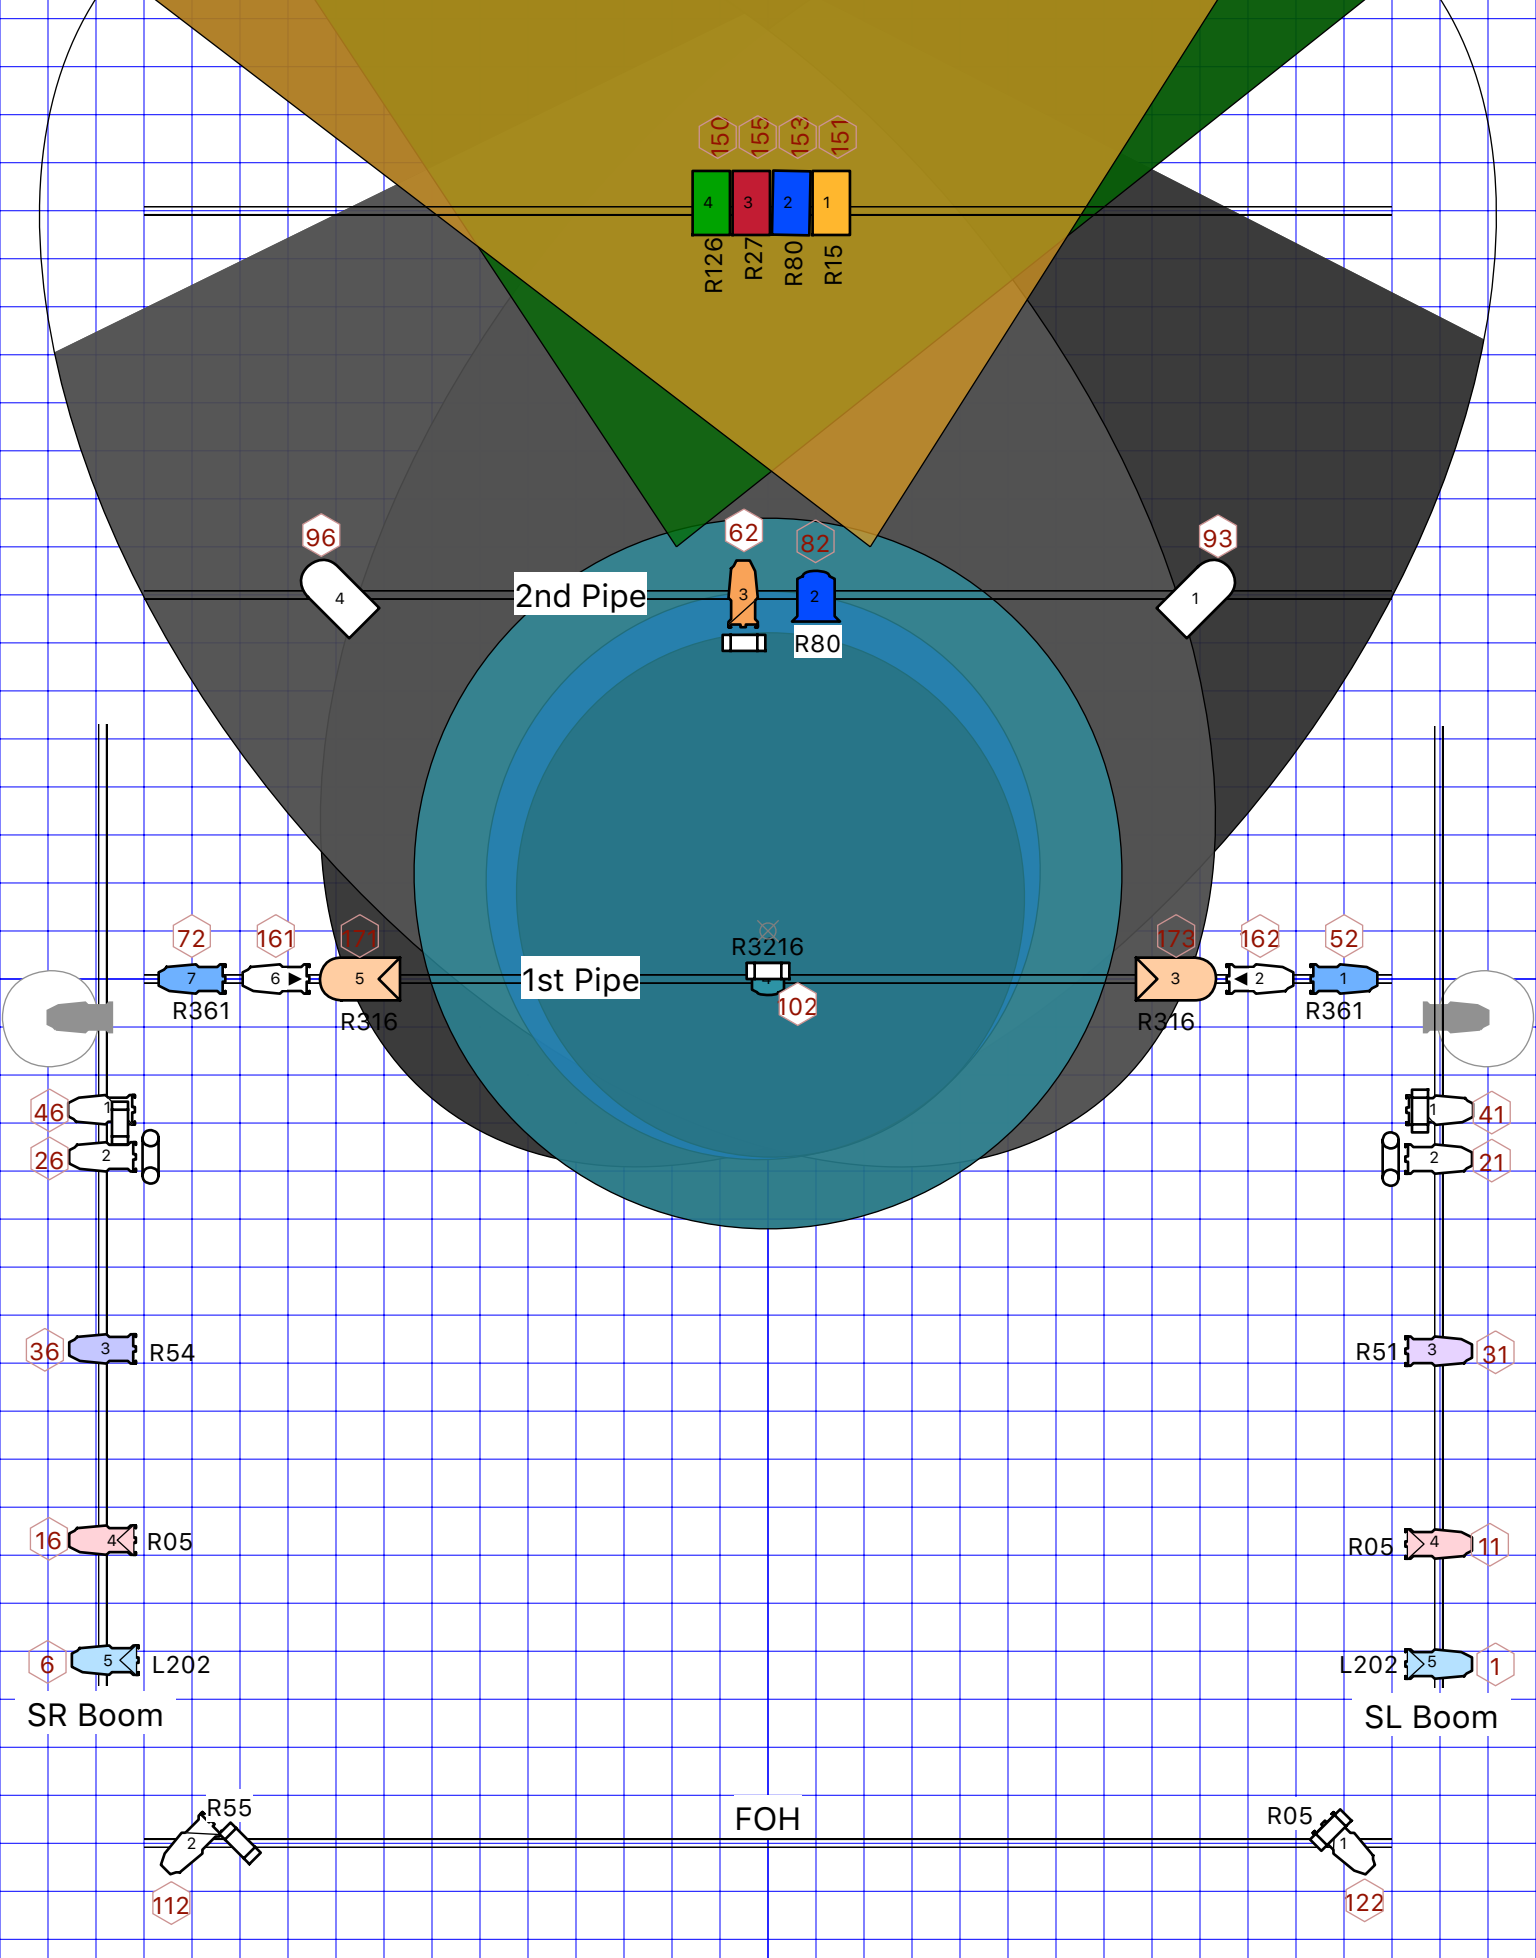 150 155 153 151
4 3 2 1
R126 R27 R80 R15
96 62 82 93
4 2nd Pipe 3 2 1
R80
72 161 171 173 162 52
R3216
7 6 5 1st Pipe 4 3 2 1
R361 R316 102 R316 R361
46 1 1 41
26 2 2 21
36 3 R54 R51 3 31
16 4 R05 R05 4 11
6 5 L202 L202 5 1
SR Boom SL Boom
R55 FOH R05
2 1
112 122